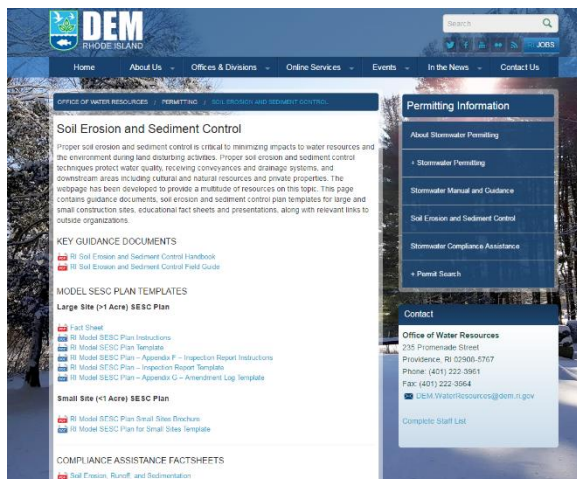 DEM
RHODE ISLAND
Search
JOBS
Home About Us Offices & Divisions Online Services Events In the News Contact Us
OFFICE OF WATER RESOURCES / PERMITTING / SOIL EROSION AND SEDIMENT CONTROL
Soil Erosion and Sediment Control
Proper soil erosion and sediment control is critical to minimizing impacts to water resources and
the environment during land disturbing activities. Proper soil erosion and sediment control
techniques protect water quality, receiving conveyances and drainage systems, and
downstream areas including cultural and natural resources and private properties. The
webpage has been developed to provide a multitude of resources on this topic. This page
contains guidance documents, soil erosion and sediment control plan templates for large and
small construction sites, educational fact sheets and presentations, along with relevant links to
outside organizations.
KEY GUIDANCE DOCUMENTS
RI Soil Erosion and Sediment Control Handbook
RI Soil Erosion and Sediment Control Field Guide
MODEL SESC PLAN TEMPLATES
Large Site (>1 Acre) SESC Plan
Fact Sheet
RI Model SESC Plan Instructions
RI Model SESC Plan Template
RI Model SESC Plan – Appendix F – Inspection Report Instructions
RI Model SESC Plan – Inspection Report Template
RI Model SESC Plan – Appendix G – Amendment Log Template
Small Site (<1 Acre) SESC Plan
RI Model SESC Plan Small Sites Brochure
RI Model SESC Plan for Small Sites Template
COMPLIANCE ASSISTANCE FACTSHEETS
Soil Erosion, Runoff, and Sedimentation
Permitting Information
About Stormwater Permitting
+ Stormwater Permitting
Stormwater Manual and Guidance
Soil Erosion and Sediment Control
Stormwater Compliance Assistance
+ Permit Search
Contact
Office of Water Resources
235 Promenade Street
Providence, RI 02908-5767
Phone: (401) 222-3961
Fax: (401) 222-3564
DEM.WaterResources@dem.ri.gov
Complete Staff List